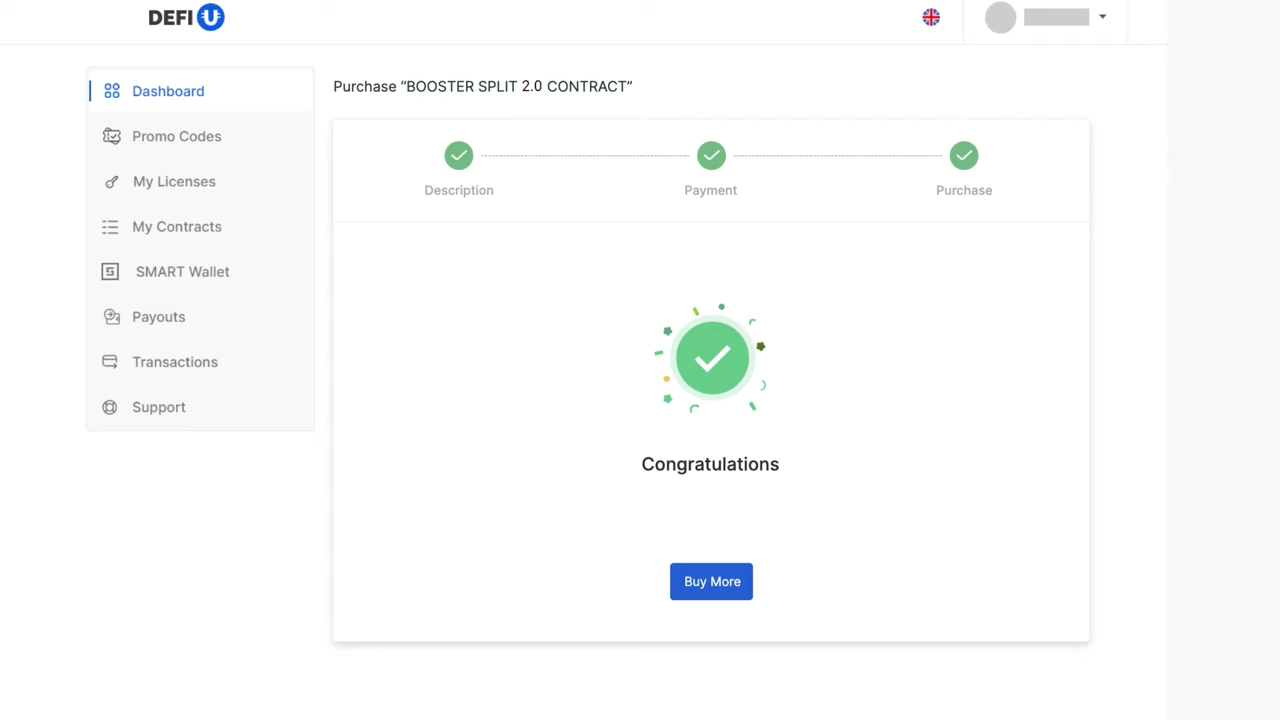 DEFI U
Dashboard
Promo Codes
My Licenses
My Contracts
SMART Wallet
Payouts
Transactions
Support
Purchase “BOOSTER SPLIT 2.0 CONTRACT”
Description
Payment
Purchase
Congratulations
Buy More